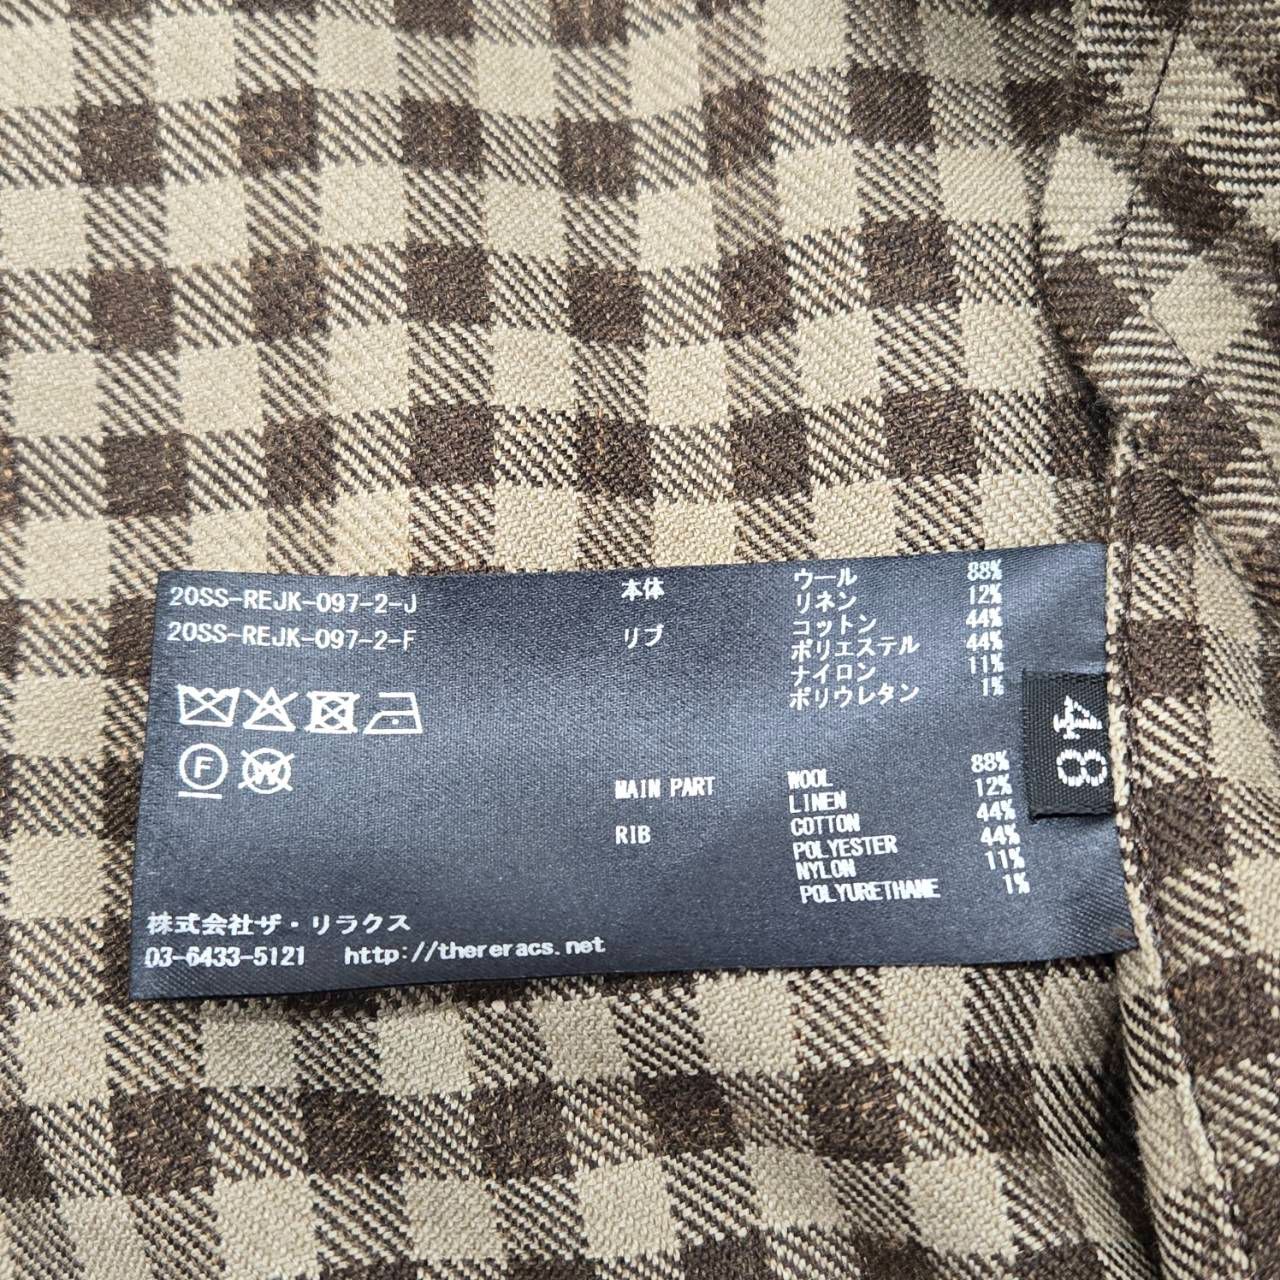 20SS-REJK-097-2-J
20SS-REJK-097-2-F
本体 ウール 88%
リネン 12%
リブ コットン 44%
ポリエステル 44%
ナイロン 11%
ポリウレタン 1%
F
W
MAIN PART WOOL 88%
LINEN 12%
RIB COTTON 44%
POLYESTER 44%
NYLON 11%
POLYURETHANE 1%
株式会社ザ・リラクス
03-6433-5121 http://thereracs.net
48